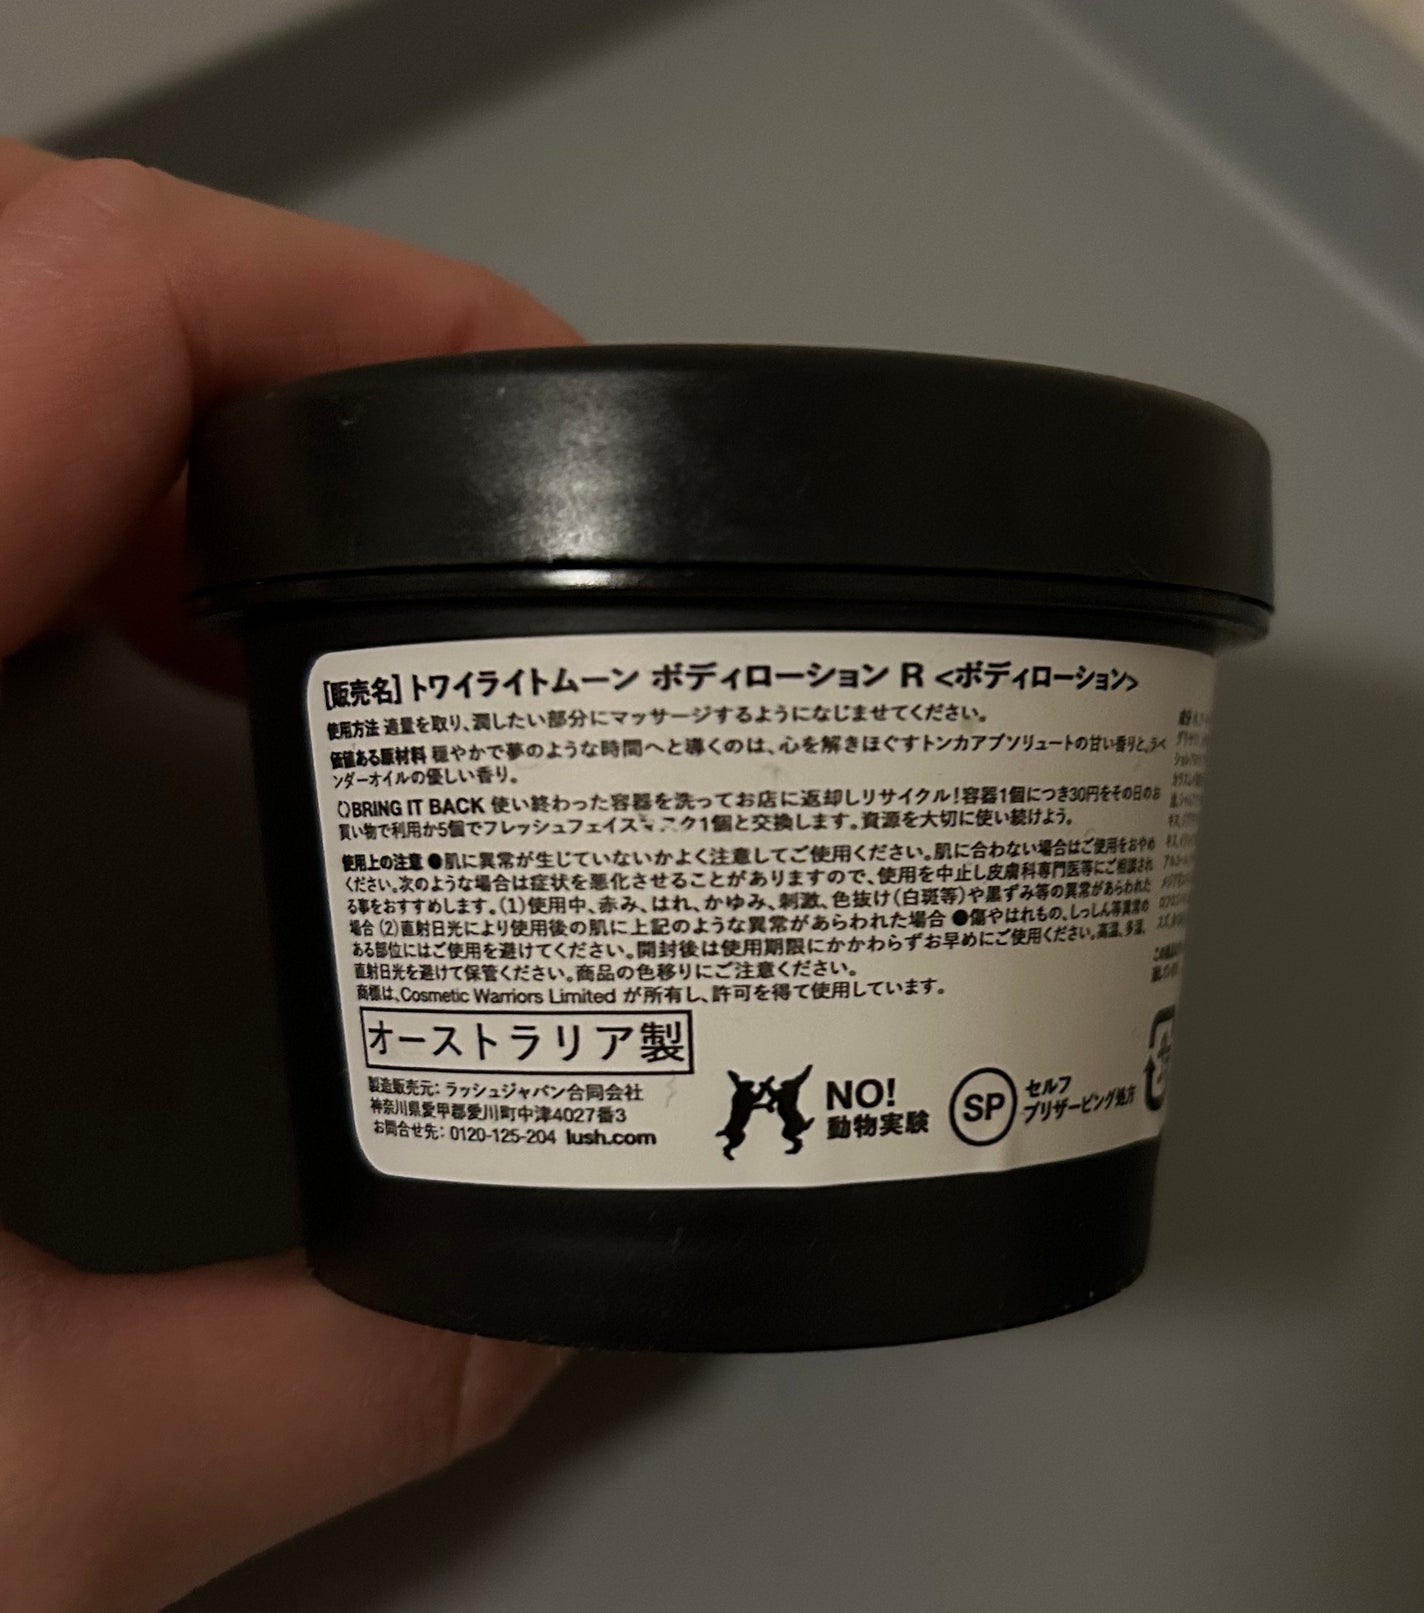 [販売名] トワイライトムーン ボディローション R <ボディローション>
使用方法 適量を取り、潤したい部分にマッサージするようになじませてください。
価値ある原材料 穏やかで夢のような時間へと導くのは、心を解きほぐすトンカアブソリュートの甘い香りと、ラベ
ンダーオイルの優しい香り。
BRING IT BACK 使い終わった容器を洗ってお店に返却しリサイクル!容器1個につき30円をその日のお
買い物で利用か5個でフレッシュフェイスマスク1個と交換します。資源を大切に使い続けよう。
使用上の注意 ●肌に異常が生じていないかよく注意してご使用ください。肌に合わない場合はご使用をおやめ
ください。次のような場合は症状を悪化させることがありますので、使用を中止し皮膚科専門医等にご相談され
る事をおすすめします。(1)使用中、赤み、はれ、かゆみ、刺激、色抜け(白斑等)や黒ずみ等の異常があらわれた
場合 (2)直射日光により使用後の肌に上記のような異常があらわれた場合 ●傷やはれもの、しっしん等異常の
ある部位にはご使用を避けてください。開封後は使用期限にかかわらずお早めにご使用ください。高温、多湿、
直射日光を避けて保管ください。商品の色移りにご注意ください。
商標は、Cosmetic Warriors Limited が所有し、許可を得て使用しています。
オーストラリア製
製造販売元: ラッシュジャパン合同会社
神奈川県愛甲郡愛川町中津4027番3
お問合せ先: 0120-125-204 lush.com
NO!
動物実験
SP
セルフ
プリザービング処方